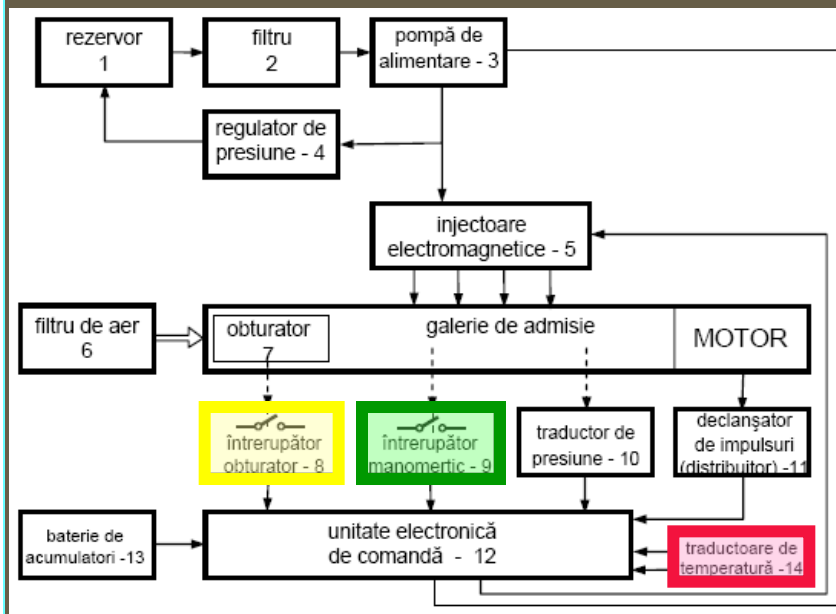 rezervor
1
filtru
2
pompă de
alimentare - 3
regulator de
presiune - 4
injectoare
electromagnetice - 5
filtru de aer
6
obturator
7
galerie de admisie
MOTOR
întrerupător
obturator - 8
întrerupător
manomertic - 9
traductor de
presiune - 10
declanşator
de impulsuri
(distribuitor) -11
baterie de
acumulatori -13
unitate electronică
de comandă - 12
traductoare de
temperatură -14